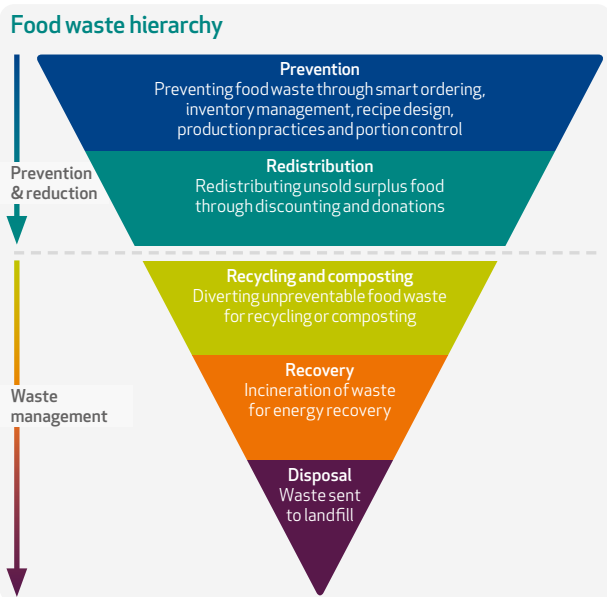 Food waste hierarchy
Prevention
Preventing food waste through smart ordering,
inventory management, recipe design,
production practices and portion control
Prevention
& reduction
Redistribution
Redistributing unsold surplus food
through discounting and donations
Recycling and composting
Diverting unpreventable food waste
for recycling or composting
Recovery
Incineration of waste
for energy recovery
Waste
management
Disposal
Waste sent
to landfill